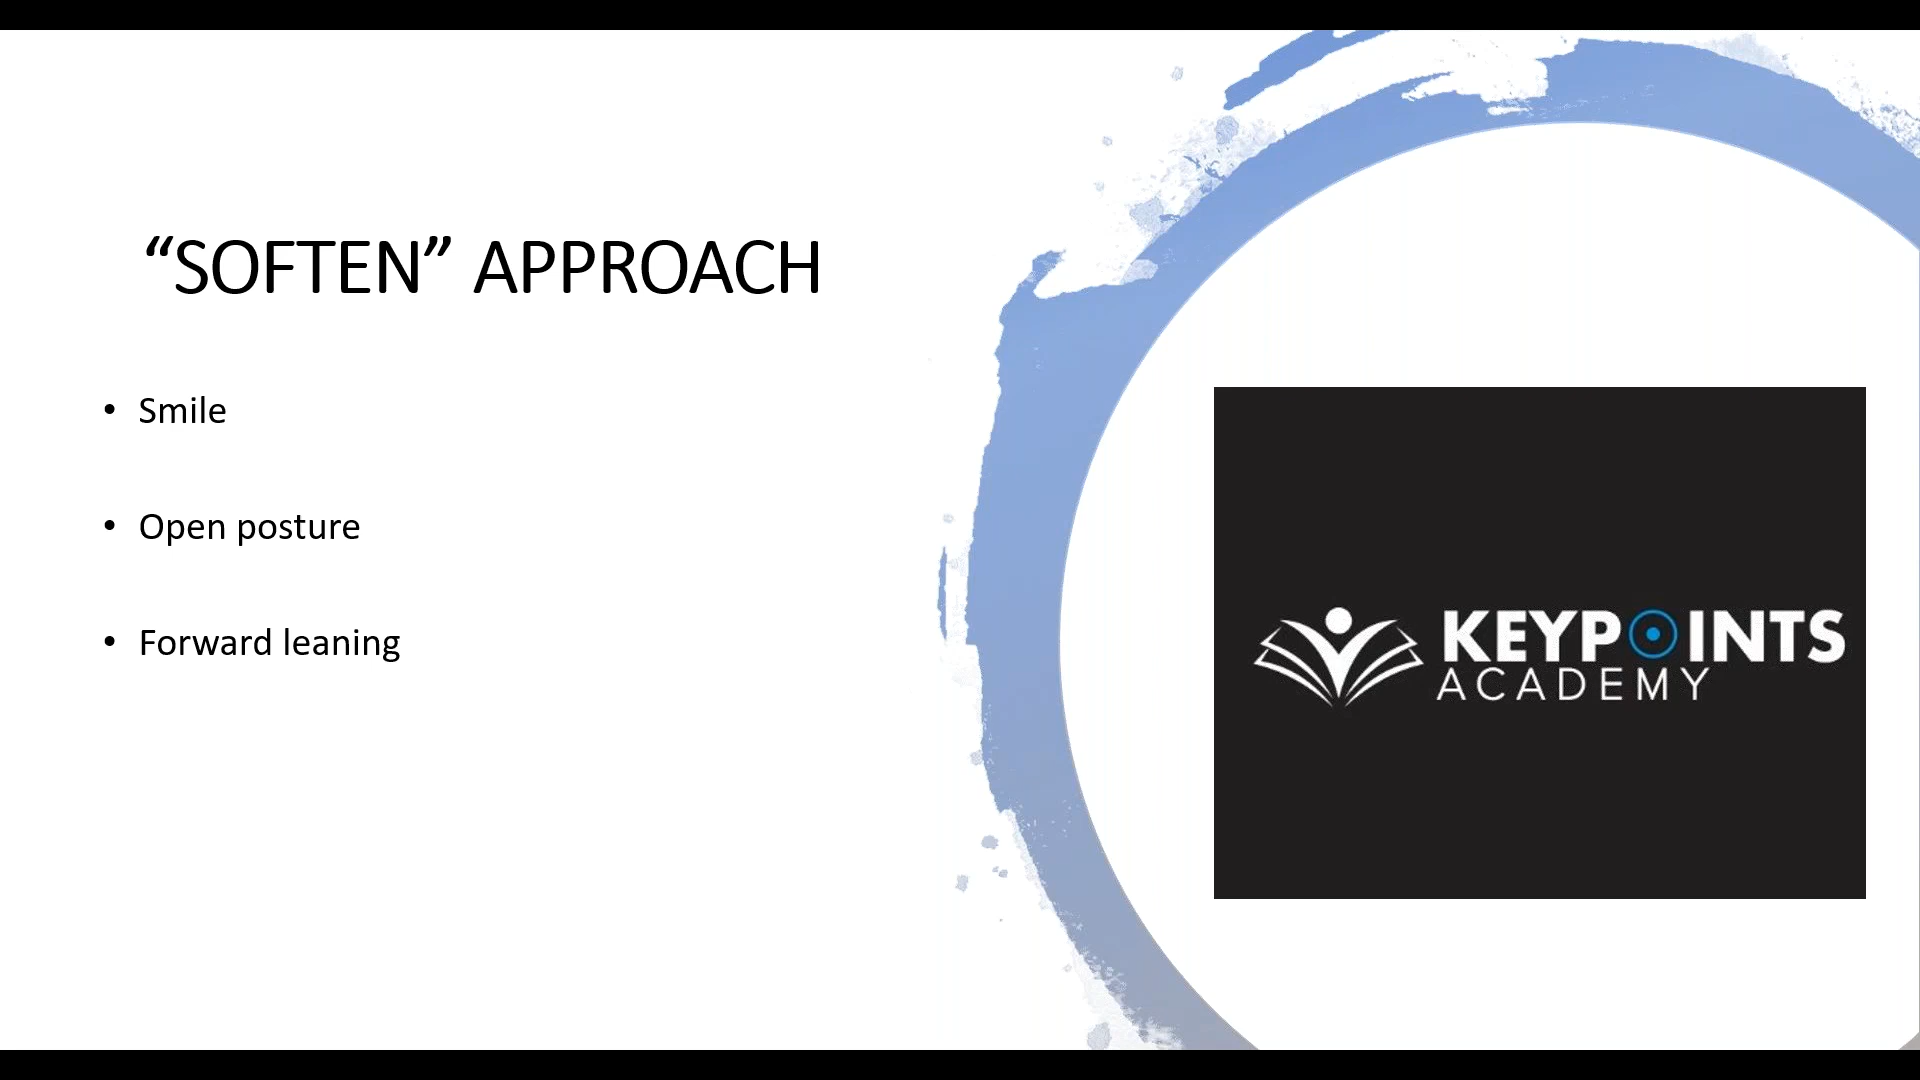 “SOFTEN” APPROACH
• Smile
• Open posture
• Forward leaning
KEYPOINTS
ACADEMY